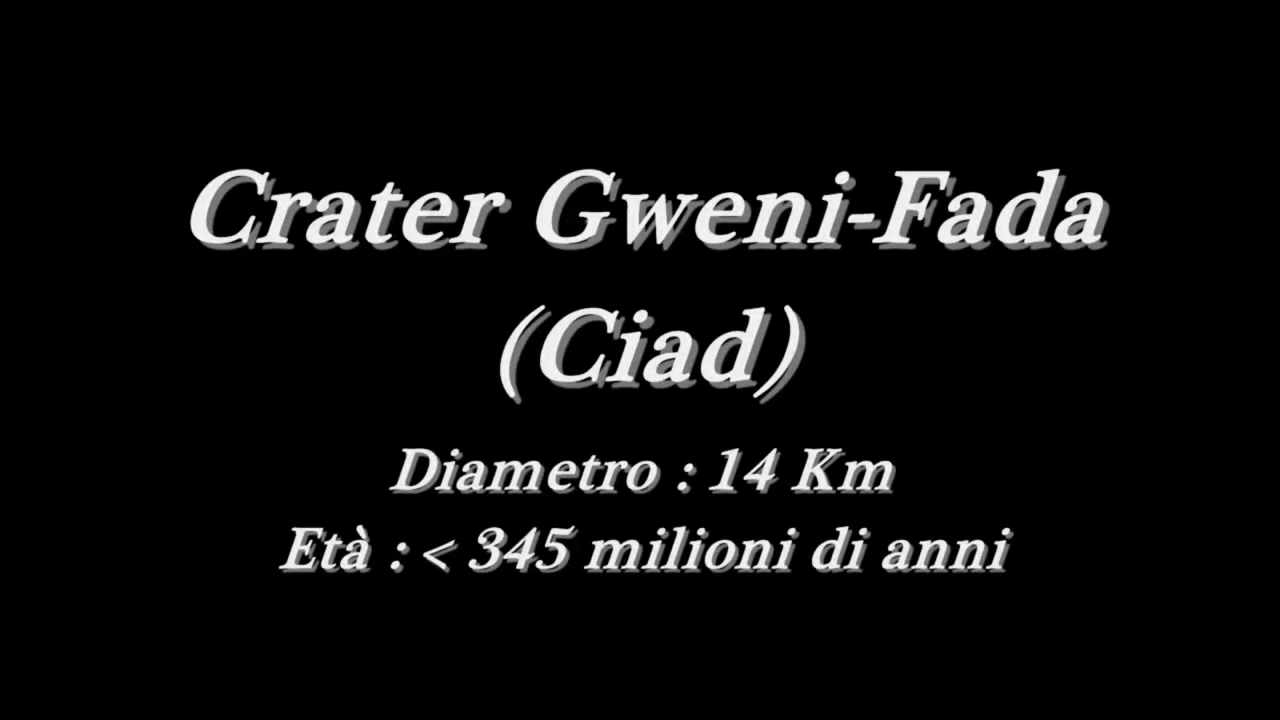 Crater Gweni-Fada
(Ciad)
Diametro : 14 Km
Età : < 345 milioni di anni